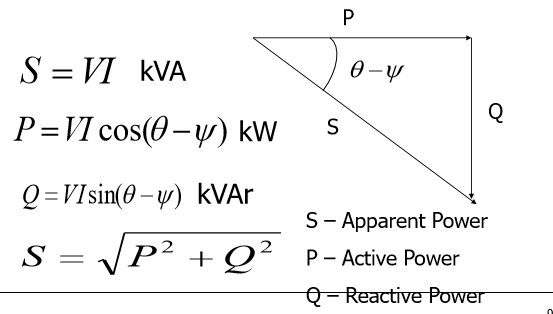 P
S = VI kVA
θ – ψ
P = VI cos(θ – ψ) kW
S
Q
Q = VI sin(θ – ψ) kVAr
S – Apparent Power
S = √P² + Q²
P – Active Power
Q – Reactive Power